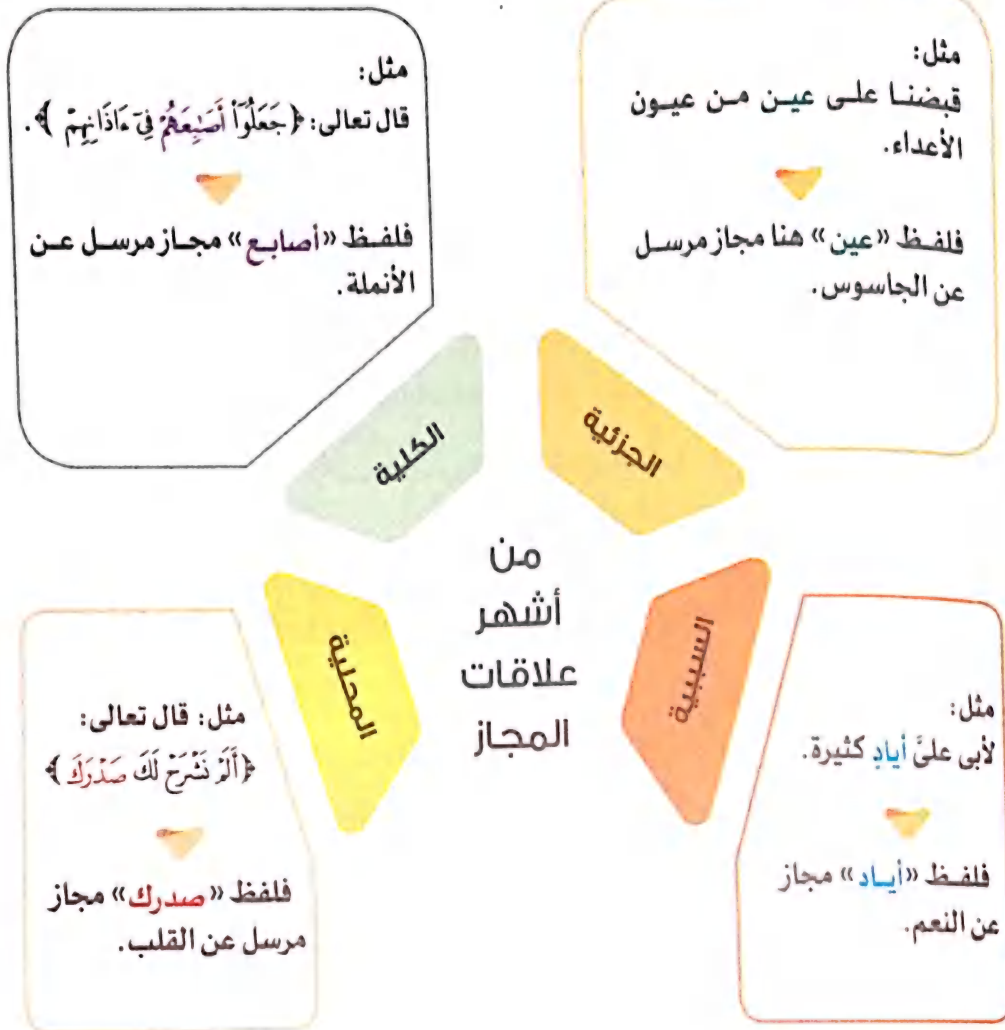 مثل:
قبضنا على عين من عيون
الأعداء.
فلفظ «عين» هنا مجاز مرسل
عن الجاسوس.
مثل:
قال تعالى: ﴿جَعَلُوٓا۟ أَصَٰبِعَهُمْ فِىٓ ءَاذَانِهِمْ﴾.
فلفظ «أصابع» مجاز مرسل عن
الأنملة.
الجزئية
الكلية
من
أشهر
علاقات
المجاز
السببية
المحلية
مثل:
لأبى علىَّ أيادٍ كثيرة.
فلفظ «أياد» مجاز
عن النعم.
مثل: قال تعالى:
﴿أَلَمْ نَشْرَحْ لَكَ صَدْرَكَ﴾
فلفظ «صدرك» مجاز
مرسل عن القلب.